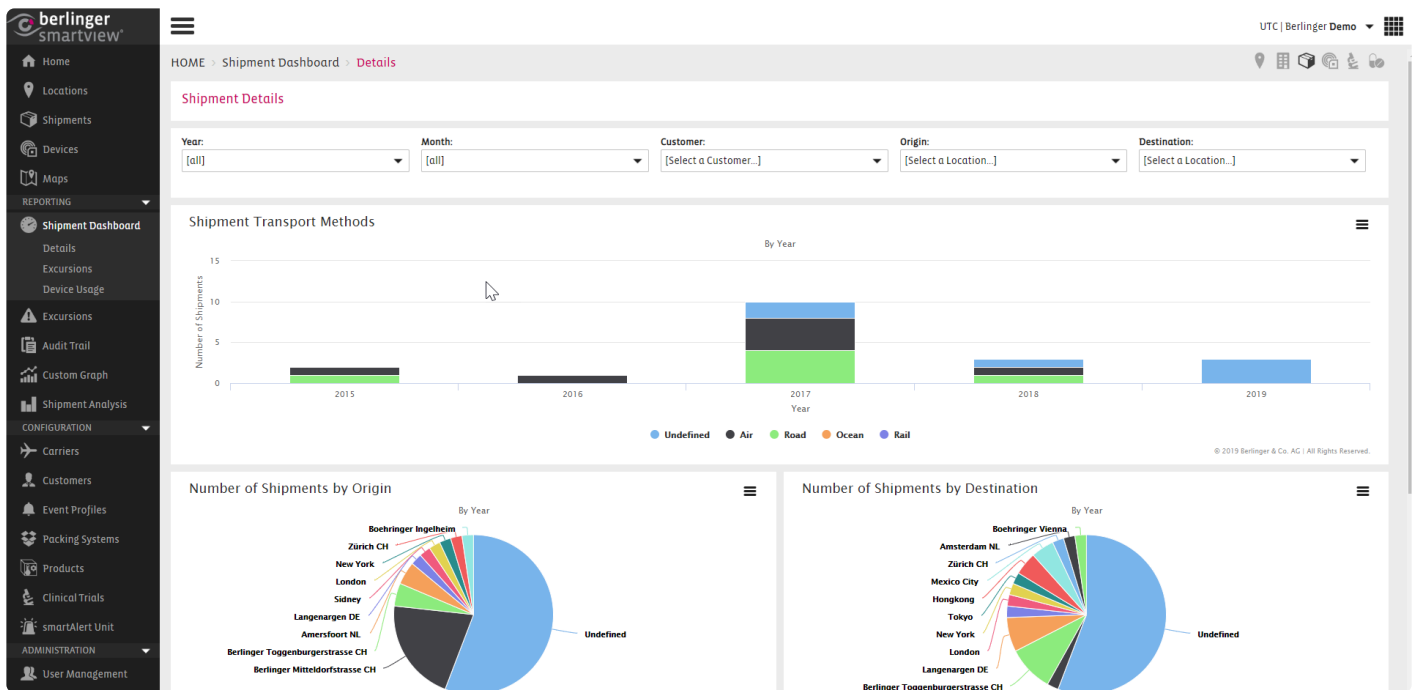 berlinger
smartview®
UTC | Berlinger Demo
Home
Locations
Shipments
Devices
Maps
REPORTING
Shipment Dashboard
Details
Excursions
Device Usage
Excursions
Audit Trail
Custom Graph
Shipment Analysis
CONFIGURATION
Carriers
Customers
Event Profiles
Packing Systems
Products
Clinical Trials
smartAlert Unit
ADMINISTRATION
User Management
HOME > Shipment Dashboard > Details
Shipment Details
Year: Month: Customer: Origin: Destination:
[all] [all] [Select a Customer...] [Select a Location...] [Select a Location...]
Shipment Transport Methods
By Year
Number of Shipments
15
10
5
0
2015 2016 2017 2018 2019
Year
Undefined Air Road Ocean Rail
© 2019 Berlinger & Co. AG | All Rights Reserved.
Number of Shipments by Origin
By Year
Boehringer Ingelheim
Zürich CH
New York
London
Sidney
Langenargen DE
Amersfoort NL
Berlinger Toggenburgerstrasse CH
Berlinger Mitteldorfstrasse CH
Undefined
Number of Shipments by Destination
By Year
Boehringer Vienna
Amsterdam NL
Zürich CH
Mexico City
Hongkong
Tokyo
New York
London
Langenargen DE
Berlinger Toggenburgerstrasse CH
Undefined